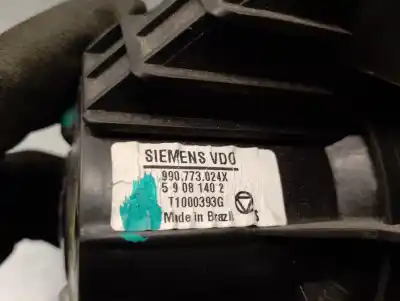 SIEMENS VDO
990.773.024X
5 9 08 140 2
T1000393G
Made in Brazil